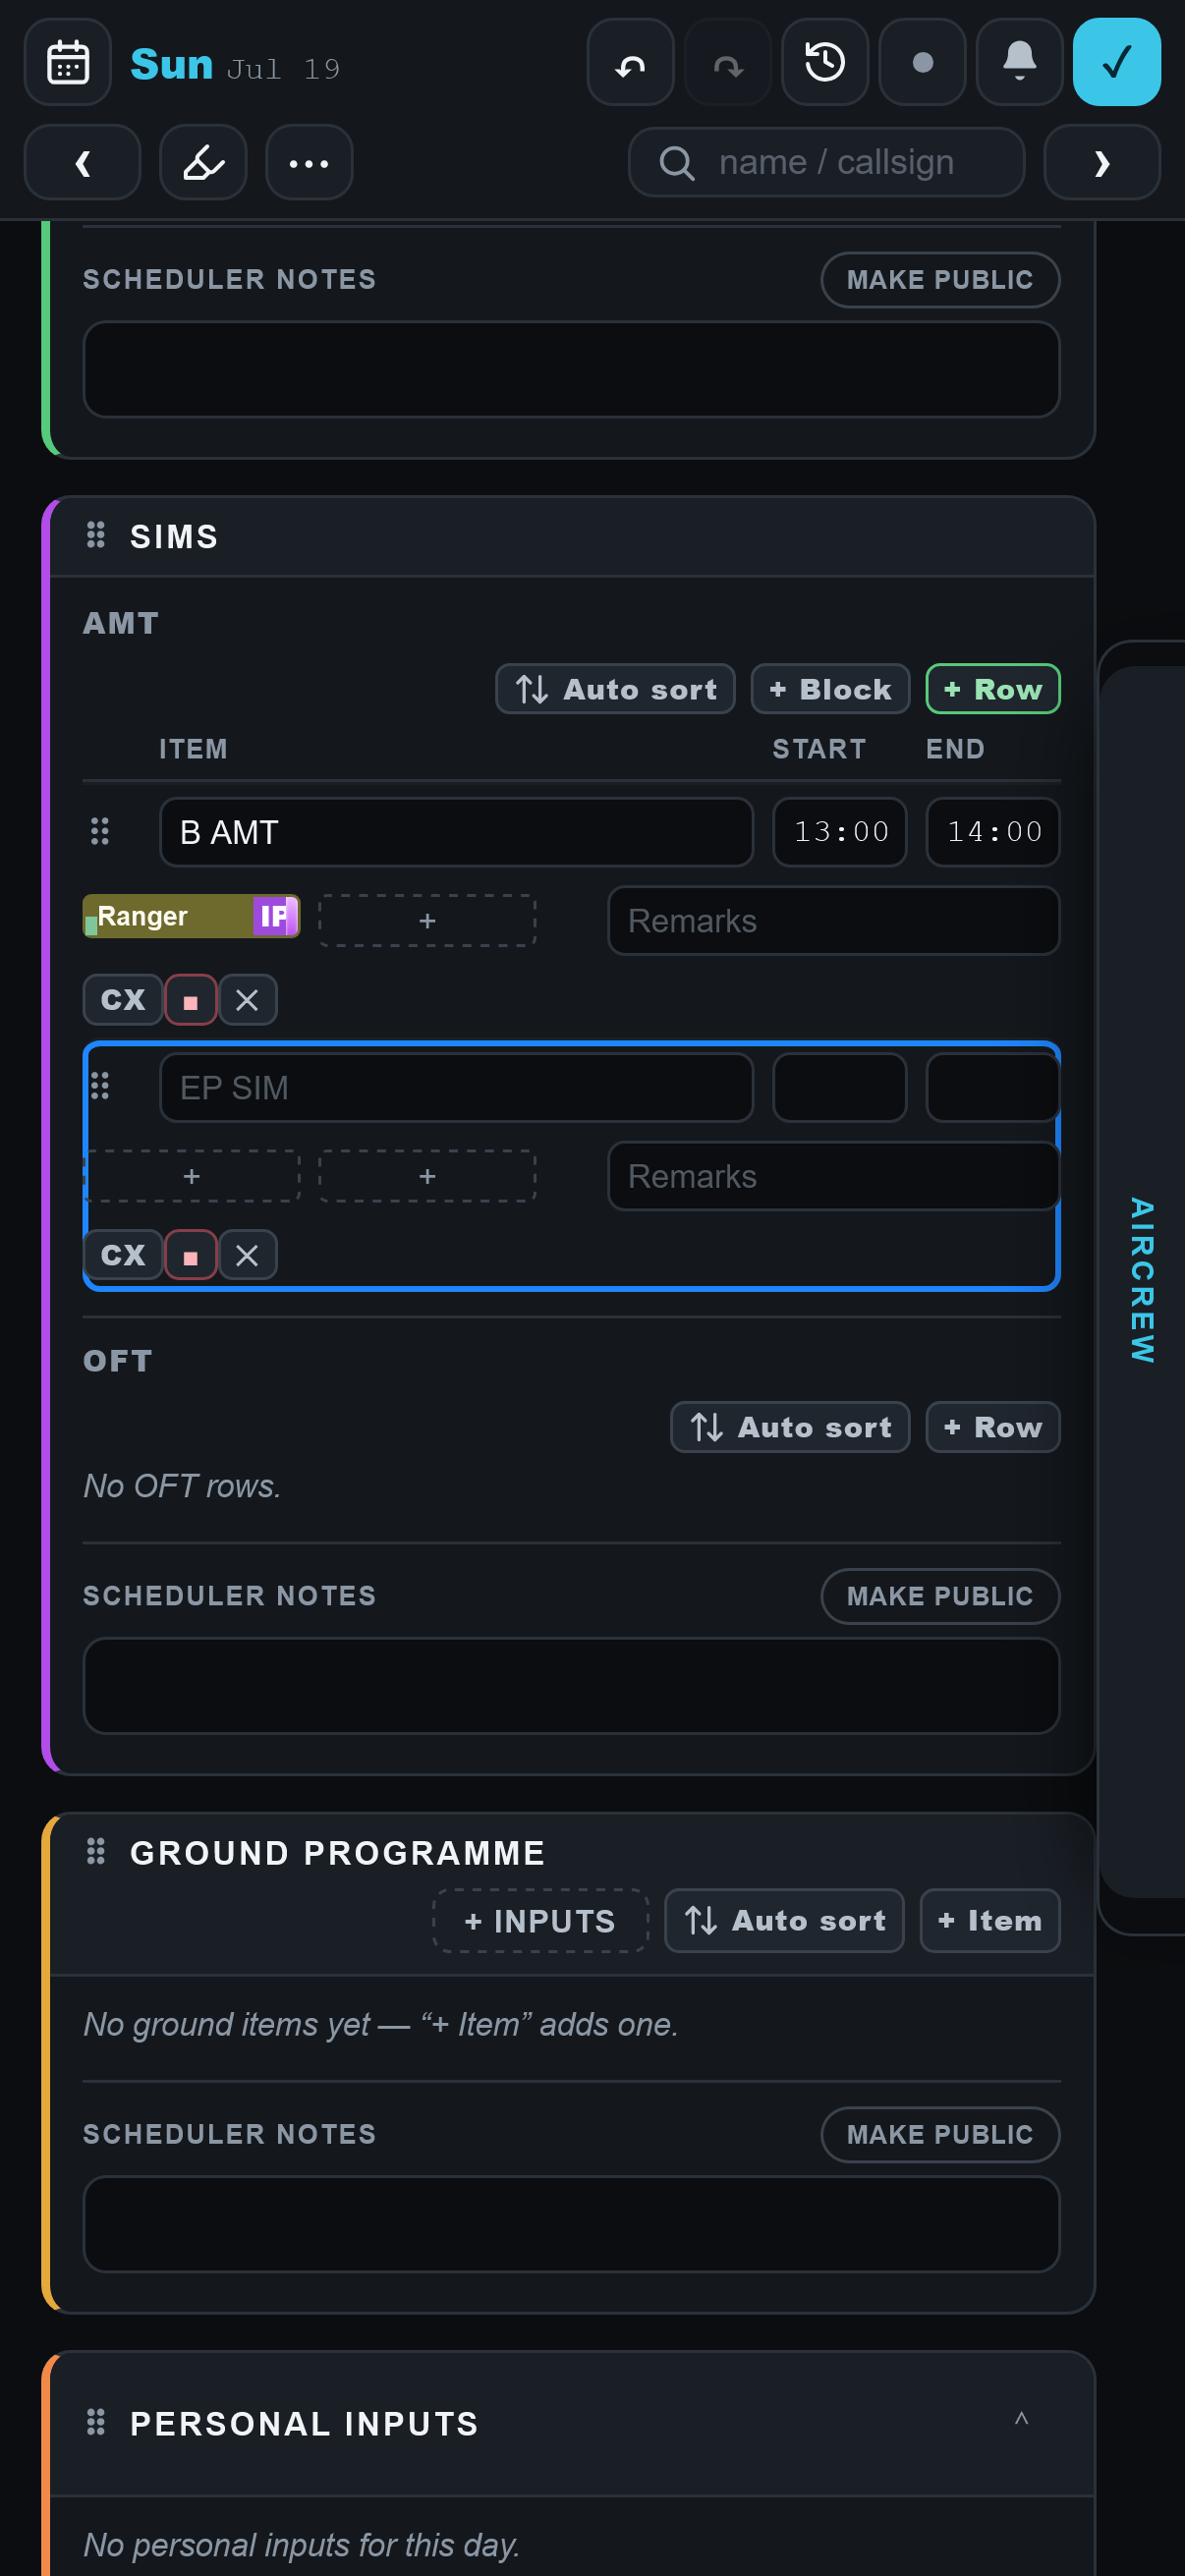 Sun Jul 19
name / callsign
SCHEDULER NOTES MAKE PUBLIC
SIMS
AMT
Auto sort + Block + Row
ITEM START END
B AMT 13:00 14:00
Ranger IP + Remarks
CX
EP SIM
+ + Remarks
CX
AIRCREW
OFT
Auto sort + Row
No OFT rows.
SCHEDULER NOTES MAKE PUBLIC
GROUND PROGRAMME
+ INPUTS Auto sort + Item
No ground items yet — “+ Item” adds one.
SCHEDULER NOTES MAKE PUBLIC
PERSONAL INPUTS
No personal inputs for this day.